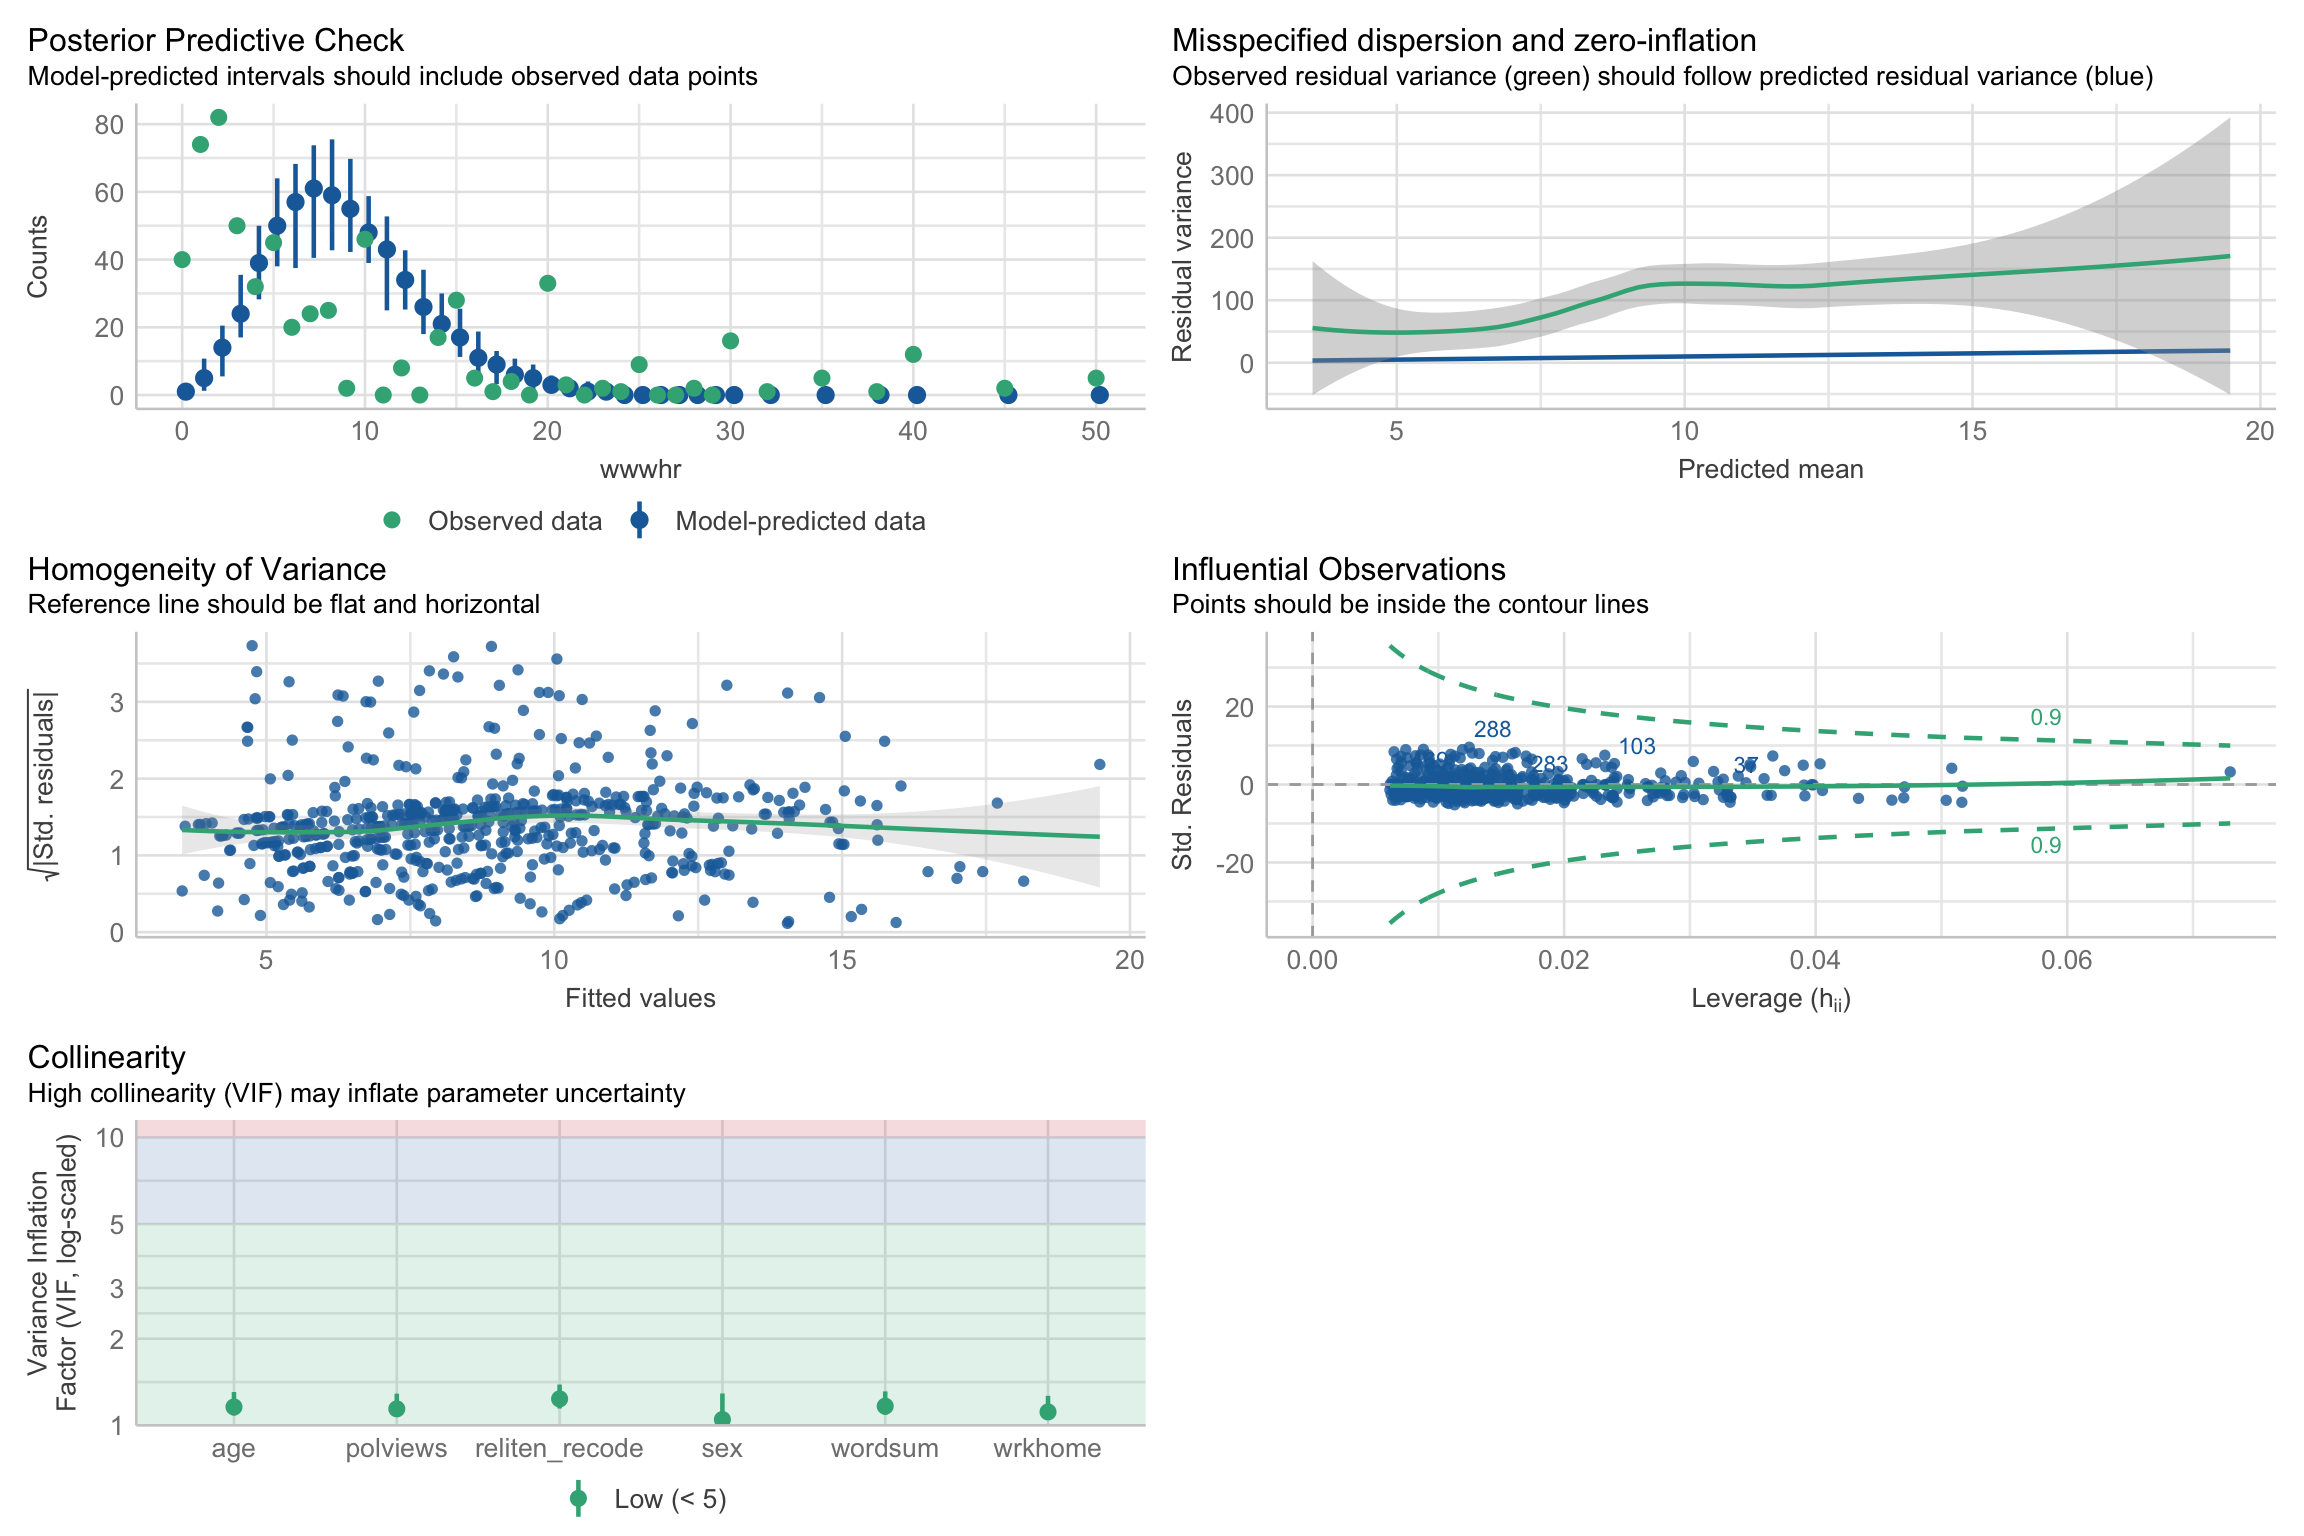 Posterior Predictive Check
Model-predicted intervals should include observed data points
Counts
80
60
40
20
0
0 10 20 30 40 50
wwwhr
Observed data Model-predicted data
Misspecified dispersion and zero-inflation
Observed residual variance (green) should follow predicted residual variance (blue)
Residual variance
400
300
200
100
0
5 10 15 20
Predicted mean
Homogeneity of Variance
Reference line should be flat and horizontal
√|Std. residuals|
3
2
1
0
5 10 15 20
Fitted values
Influential Observations
Points should be inside the contour lines
Std. Residuals
20
0
-20
0.9
288
103
283
37
0.9
0.00 0.02 0.04 0.06
Leverage (hii)
Collinearity
High collinearity (VIF) may inflate parameter uncertainty
Variance Inflation
Factor (VIF, log-scaled)
10
5
3
2
1
age polviews reliten_recode sex wordsum wrkhome
Low (< 5)